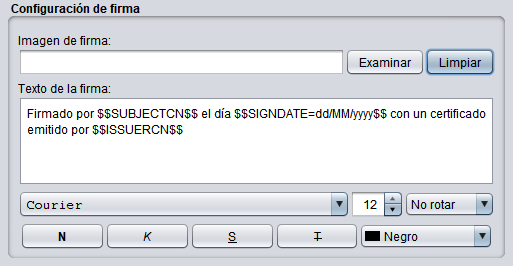 Configuración de firma
Imagen de firma:
Examinar
Limpiar
Texto de la firma:
Firmado por $$SUBJECTCN$$ el día $$SIGNDATE=dd/MM/yyyy$$ con un certificado
emitido por $$ISSUERCN$$
Courier
12
No rotar
N
K
S
T
Negro